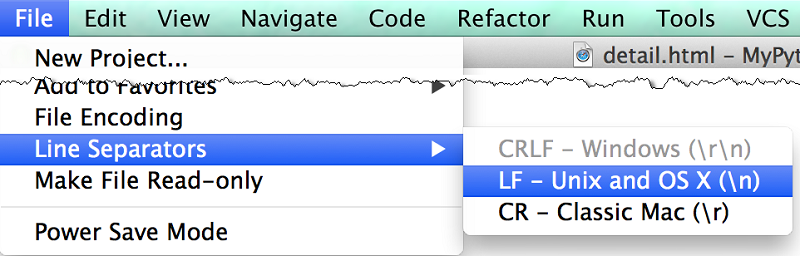 File Edit View Navigate Code Refactor Run Tools VCS
detail.html – MyPyt
New Project...
Add to Favorites
File Encoding
Line Separators
Make File Read-only
Power Save Mode
CRLF – Windows (\r\n)
LF – Unix and OS X (\n)
CR – Classic Mac (\r)